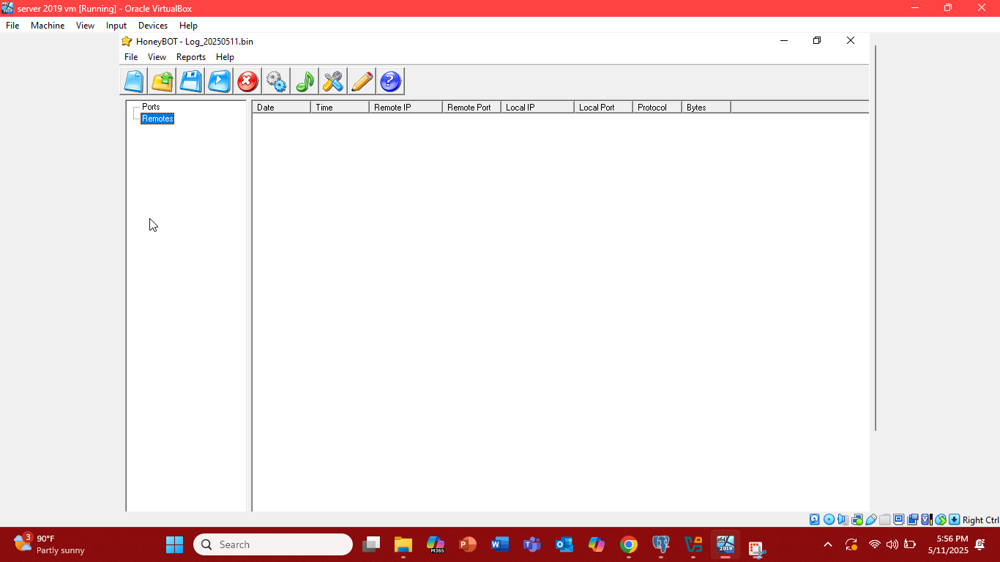 server 2019 vm [Running] - Oracle VirtualBox
File Machine View Input Devices Help
HoneyBOT - Log_20250511.bin
File View Reports Help
Ports
Remotes
Date Time Remote IP Remote Port Local IP Local Port Protocol Bytes
Right Ctrl
3
90°F
Partly sunny
Search
M365
x64
2019
5:56 PM
5/11/2025